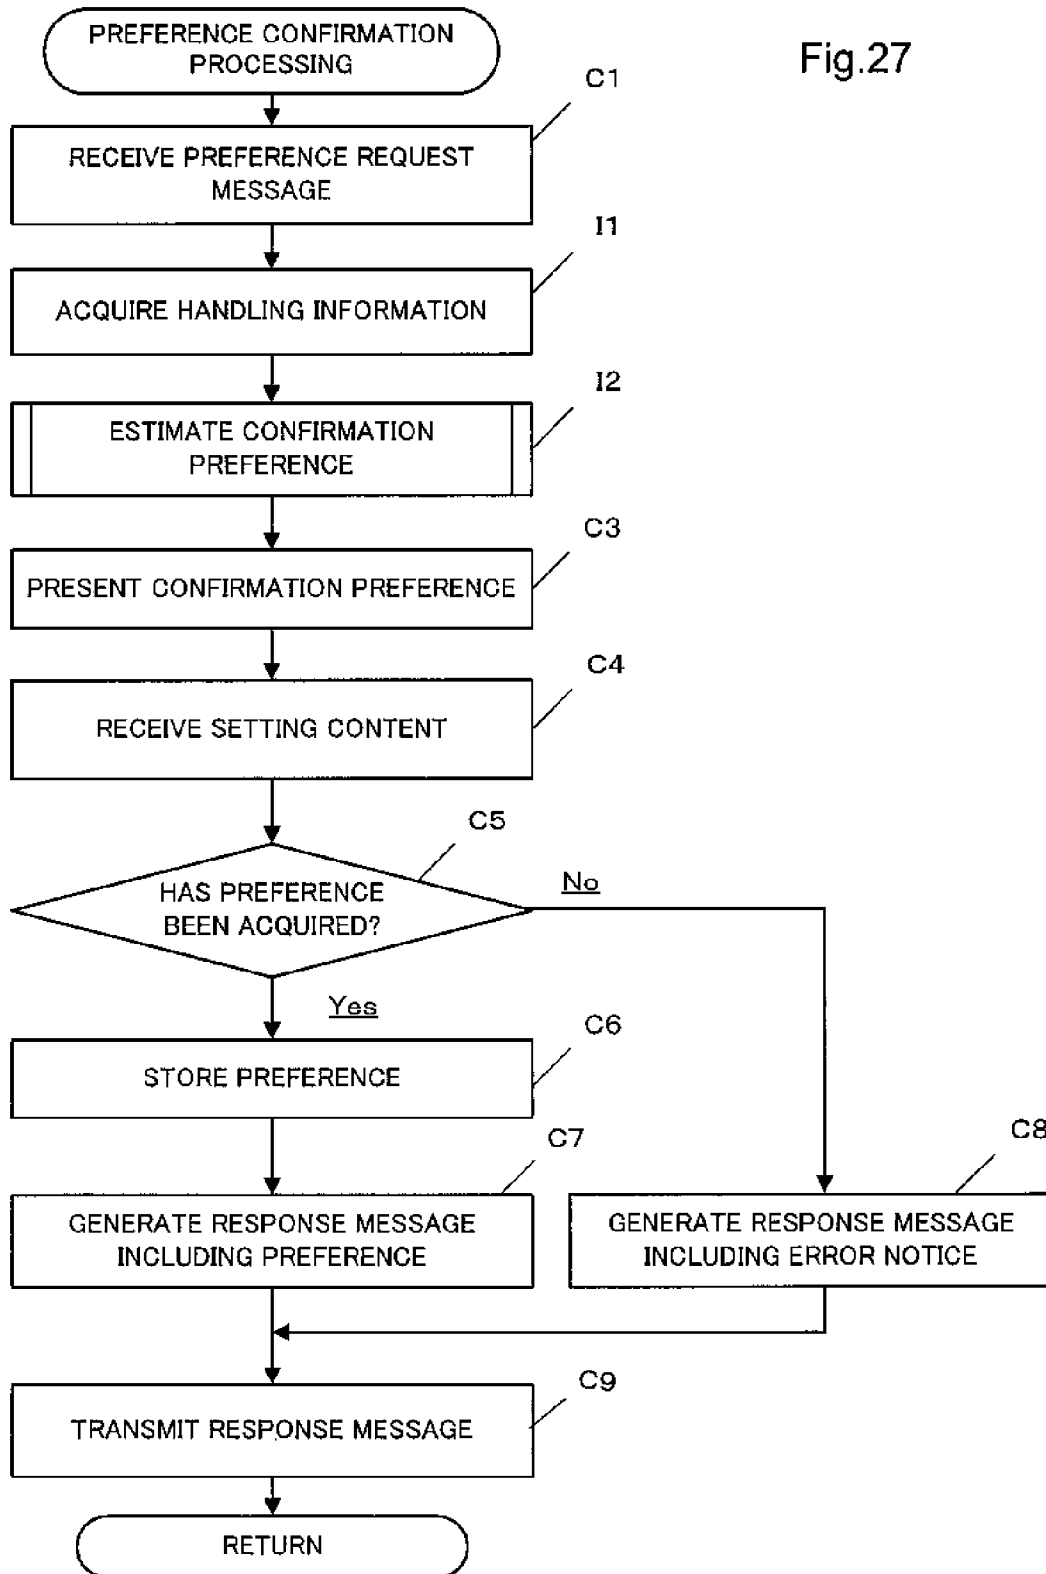 PREFERENCE CONFIRMATION
PROCESSING
Fig.27
C1
RECEIVE PREFERENCE REQUEST
MESSAGE
I1
ACQUIRE HANDLING INFORMATION
I2
ESTIMATE CONFIRMATION
PREFERENCE
C3
PRESENT CONFIRMATION PREFERENCE
C4
RECEIVE SETTING CONTENT
C5
HAS PREFERENCE
BEEN ACQUIRED?
No
Yes
C6
STORE PREFERENCE
C7
GENERATE RESPONSE MESSAGE
INCLUDING PREFERENCE
C8
GENERATE RESPONSE MESSAGE
INCLUDING ERROR NOTICE
C9
TRANSMIT RESPONSE MESSAGE
RETURN